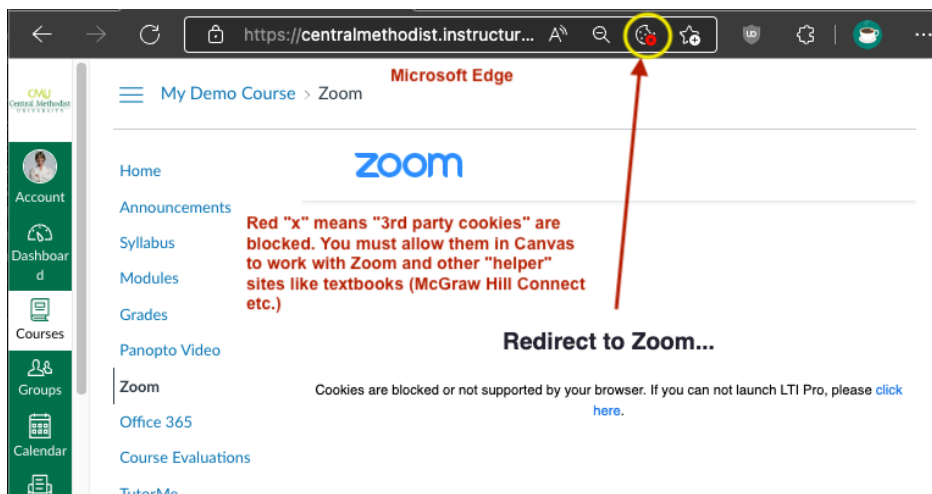 https://centralmethodist.instructur...
Microsoft Edge
CMU
Central Methodist
UNIVERSITY
My Demo Course > Zoom
zoom
Account
Dashboar
d
Courses
Groups
Calendar
Home
Announcements
Syllabus
Modules
Grades
Panopto Video
Zoom
Office 365
Course Evaluations
TutorMe
Red "x" means "3rd party cookies" are
blocked. You must allow them in Canvas
to work with Zoom and other "helper"
sites like textbooks (McGraw Hill Connect
etc.)
Redirect to Zoom...
Cookies are blocked or not supported by your browser. If you can not launch LTI Pro, please click
here.